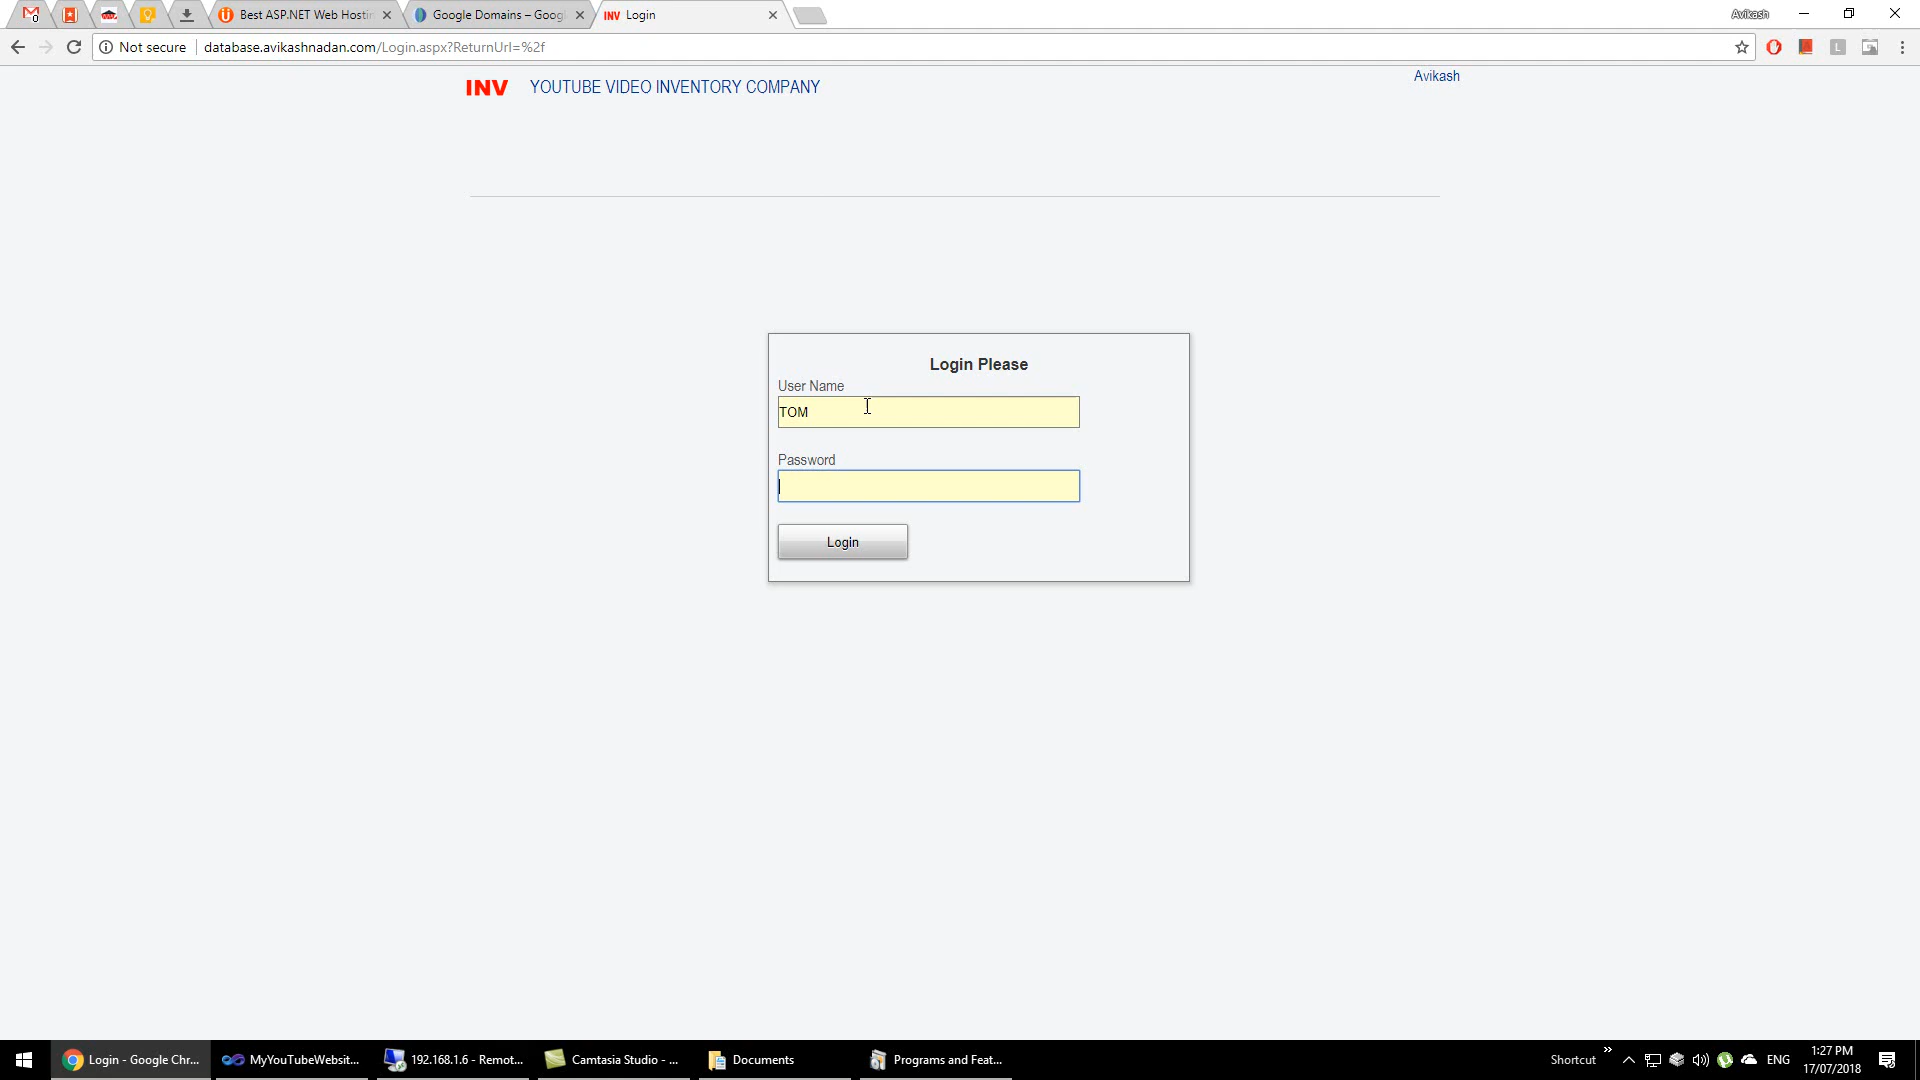 Best ASP.NET Web Hostin
Google Domains – Goog
INV Login
Avikash
Not secure
database.avikashnadan.com/Login.aspx?ReturnUrl=%2f
INV YOUTUBE VIDEO INVENTORY COMPANY
Avikash
Login Please
User Name
TOM
Password
Login
Login - Google Chr...
MyYouTubeWebsit...
192.168.1.6 - Remot...
Camtasia Studio - ...
Documents
Programs and Feat...
Shortcut
ENG
1:27 PM
17/07/2018